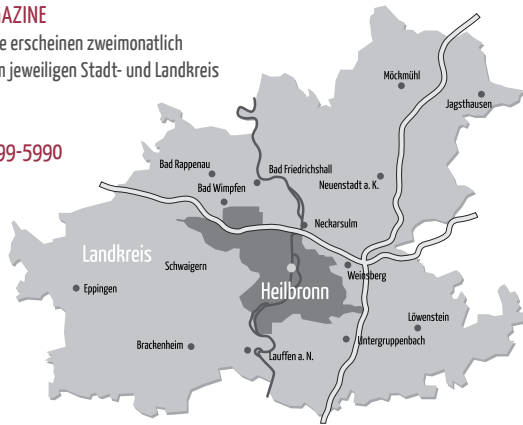 GAZINE
e erscheinen zweimonatlich
n jeweiligen Stadt- und Landkreis
99-5990
Möckmühl
Jagsthausen
Bad Rappenau
Bad Friedrichshall
Bad Wimpfen
Neuenstadt a. K.
Neckarsulm
Landkreis
Schwaigern
Weinsberg
Eppingen
Heilbronn
Löwenstein
Brackenheim
Lauffen a. N.
Untergruppenbach